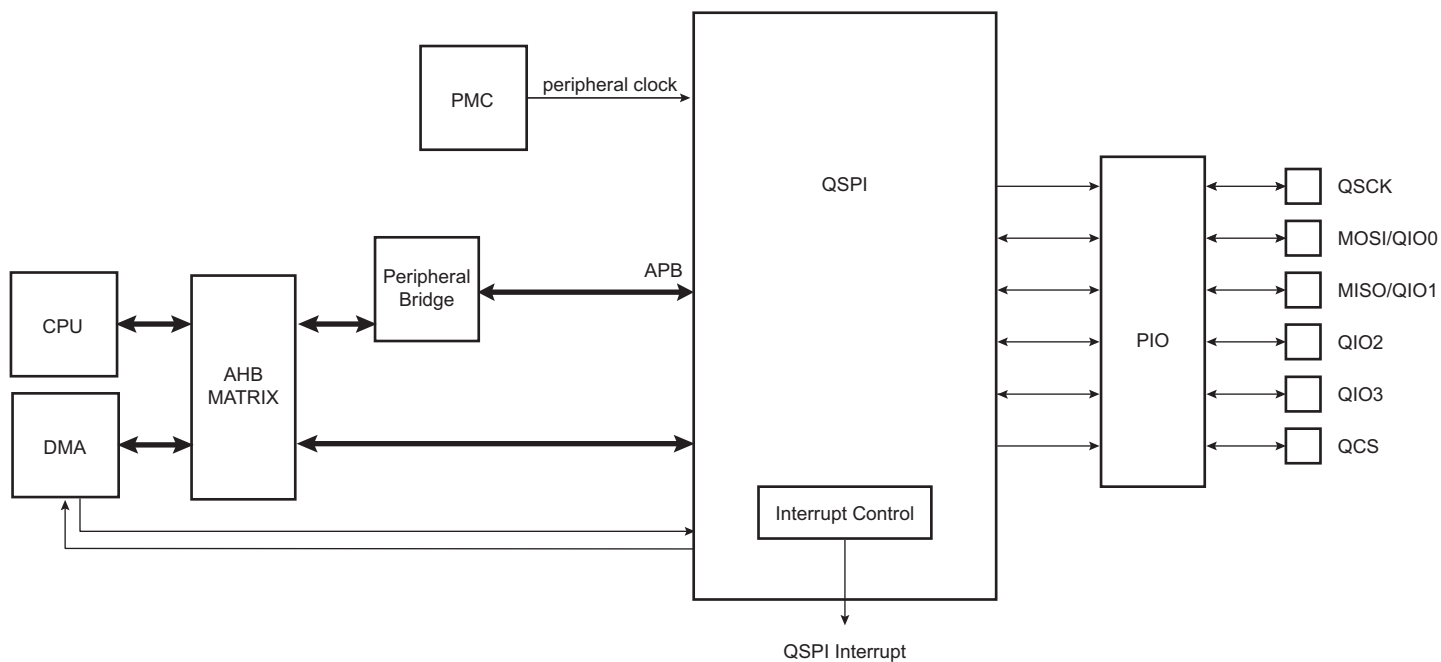 peripheral clock
PMC
QSPI
QSCK
MOSI/QIO0
MISO/QIO1
QIO2
QIO3
QCS
PIO
APB
Peripheral
Bridge
CPU
AHB
MATRIX
DMA
Interrupt Control
QSPI Interrupt